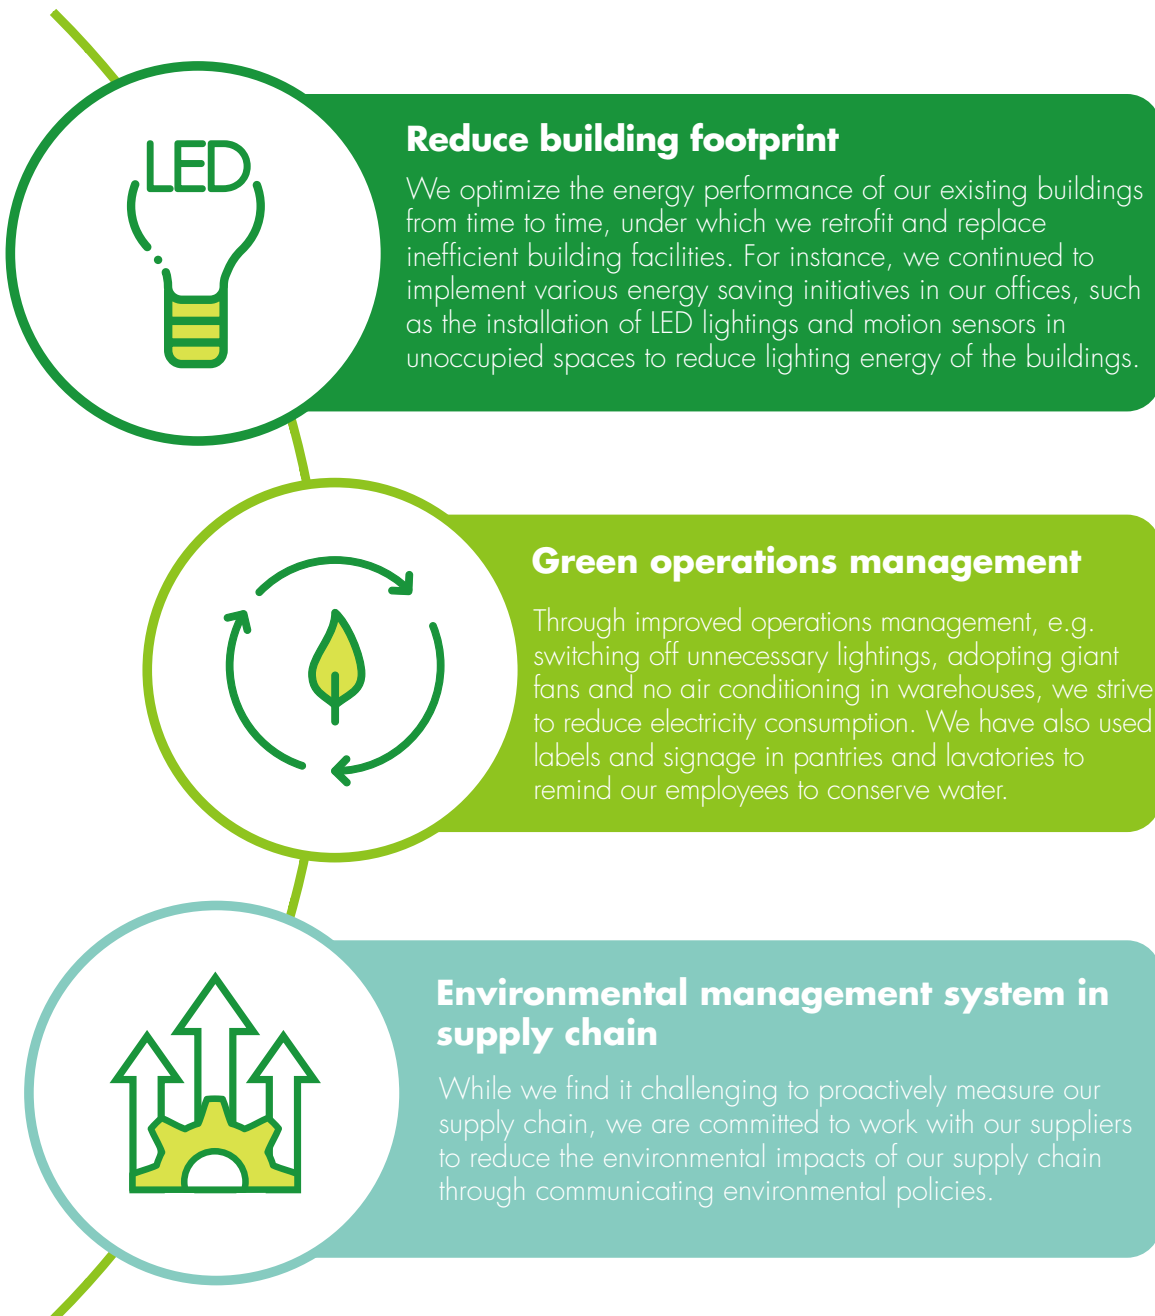 LED
Reduce building footprint
We optimize the energy performance of our existing buildings
from time to time, under which we retrofit and replace
inefficient building facilities. For instance, we continued to
implement various energy saving initiatives in our offices, such
as the installation of LED lightings and motion sensors in
unoccupied spaces to reduce lighting energy of the buildings.
Green operations management
Through improved operations management, e.g.
switching off unnecessary lightings, adopting giant
fans and no air conditioning in warehouses, we strive
to reduce electricity consumption. We have also used
labels and signage in pantries and lavatories to
remind our employees to conserve water.
Environmental management system in
supply chain
While we find it challenging to proactively measure our
supply chain, we are committed to work with our suppliers
to reduce the environmental impacts of our supply chain
through communicating environmental policies.